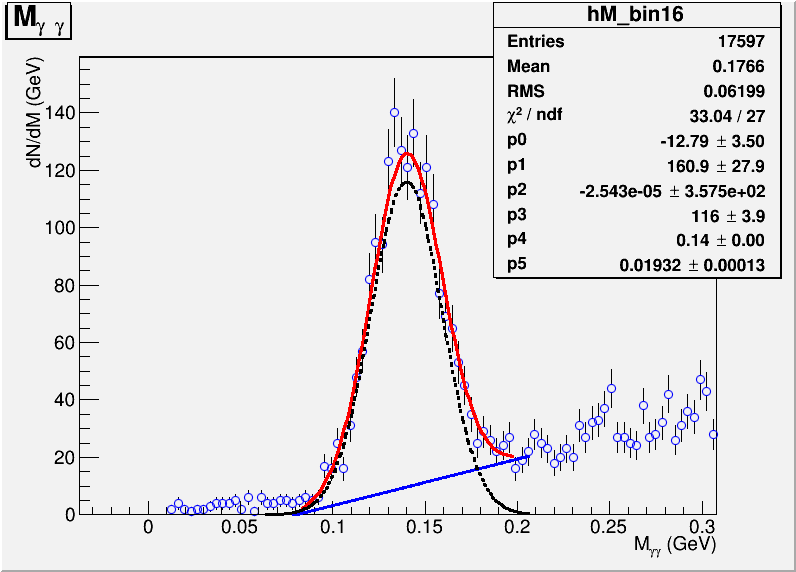 Mγ γ
hM_bin16
Entries 17597
Mean 0.1766
RMS 0.06199
χ² / ndf 33.04 / 27
p0 -12.79 ± 3.50
p1 160.9 ± 27.9
p2 -2.543e-05 ± 3.575e+02
p3 116 ± 3.9
p4 0.14 ± 0.00
p5 0.01932 ± 0.00013
dN/dM (GeV)
140
120
100
80
60
40
20
0
0 0.05 0.1 0.15 0.2 0.25 0.3
Mγγ (GeV)